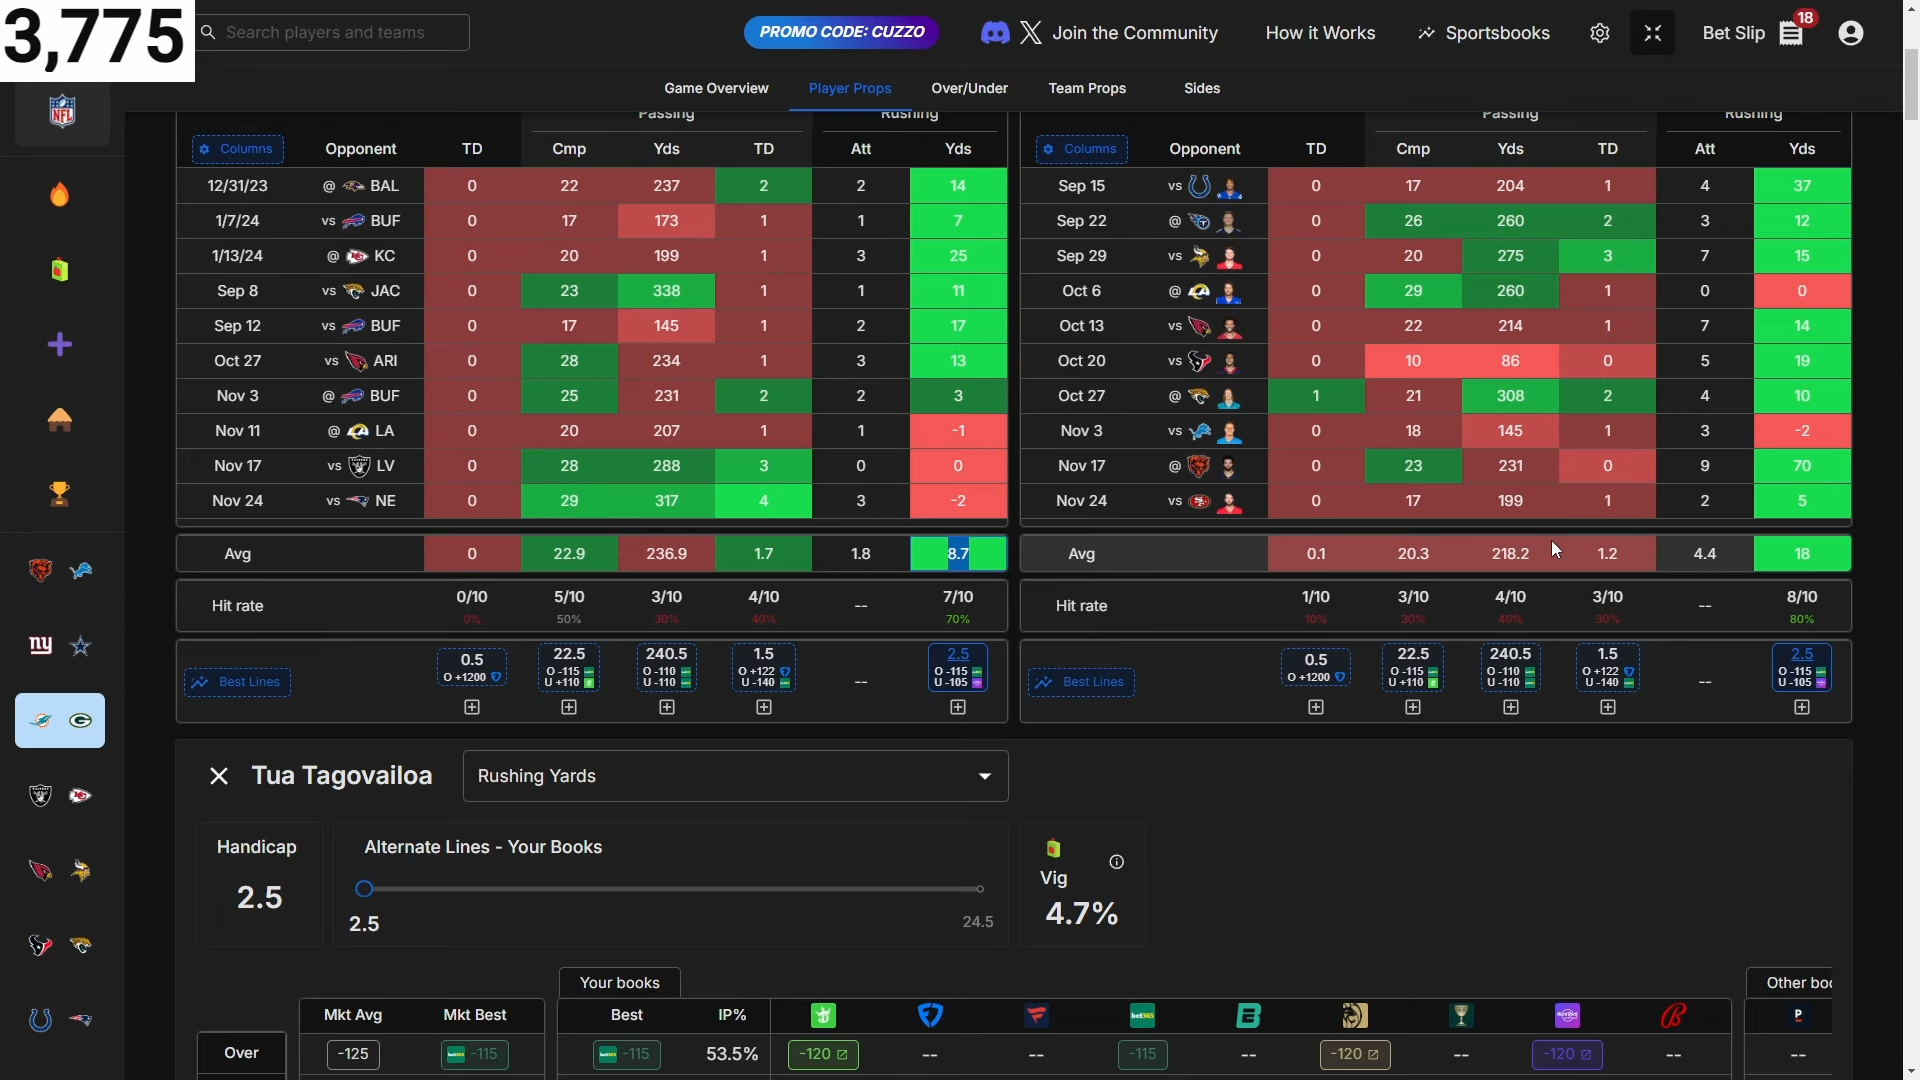 3,775
Search players and teams
PROMO CODE: CUZZO
Join the Community
How it Works
Sportsbooks
Bet Slip
18
NFL
Game Overview
Player Props
Over/Under
Team Props
Sides
Passing Rushing
Columns Opponent TD Cmp Yds TD Att Yds
12/31/23 @ BAL 0 22 237 2 2 14
1/7/24 vs BUF 0 17 173 1 1 7
1/13/24 @ KC 0 20 199 1 3 25
Sep 8 vs JAC 0 23 338 1 1 11
Sep 12 vs BUF 0 17 145 1 2 17
Oct 27 vs ARI 0 28 234 1 3 13
Nov 3 @ BUF 0 25 231 2 2 3
Nov 11 @ LA 0 20 207 1 1 -1
Nov 17 vs LV 0 28 288 3 0 0
Nov 24 vs NE 0 29 317 4 3 -2
Avg 0 22.9 236.9 1.7 1.8 8.7
Hit rate 0/10 5/10 3/10 4/10 -- 7/10
0% 50% 30% 40% 70%
Best Lines 0.5 22.5 240.5 1.5 -- 2.5
O +1200 O -115 O -110 O +122 O -115
U +110 U -110 U -140 U -105
Passing Rushing
Columns Opponent TD Cmp Yds TD Att Yds
Sep 15 vs 0 17 204 1 4 37
Sep 22 @ 0 26 260 2 3 12
Sep 29 vs 0 20 275 3 7 15
Oct 6 @ 0 29 260 1 0 0
Oct 13 vs 0 22 214 1 7 14
Oct 20 vs 0 10 86 0 5 19
Oct 27 @ 1 21 308 2 4 10
Nov 3 vs 0 18 145 1 3 -2
Nov 17 @ 0 23 231 0 9 70
Nov 24 vs 0 17 199 1 2 5
Avg 0.1 20.3 218.2 1.2 4.4 18
Hit rate 1/10 3/10 4/10 3/10 -- 8/10
10% 30% 40% 30% 80%
Best Lines 0.5 22.5 240.5 1.5 -- 2.5
O +1200 O -115 O -110 O +122 O -115
U +110 U -110 U -140 U -105
Tua Tagovailoa
Rushing Yards
Handicap
2.5
Alternate Lines - Your Books
2.5
24.5
Vig
4.7%
Your books
Other boo
Mkt Avg Mkt Best Best IP% bet365 P
Over -125 -115 -115 53.5% -120 -- -- -115 -- -120 -- -120 -- --